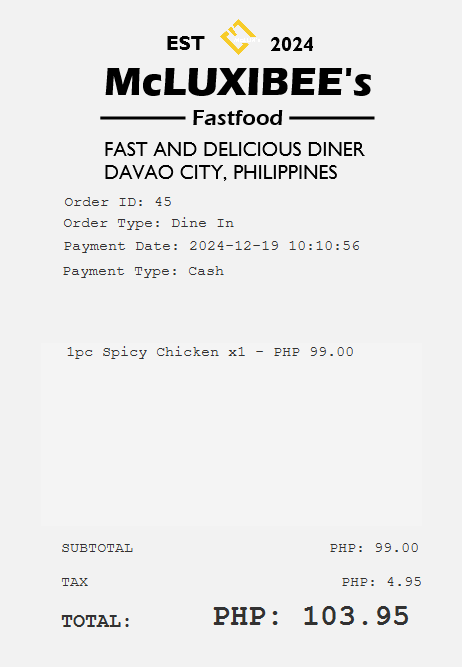 EST 2024
McLUXIBEE's
Fastfood
FAST AND DELICIOUS DINER
DAVAO CITY, PHILIPPINES
Order ID: 45
Order Type: Dine In
Payment Date: 2024-12-19 10:10:56
Payment Type: Cash
1pc Spicy Chicken x1 - PHP 99.00
SUBTOTAL PHP: 99.00
TAX PHP: 4.95
TOTAL: PHP: 103.95